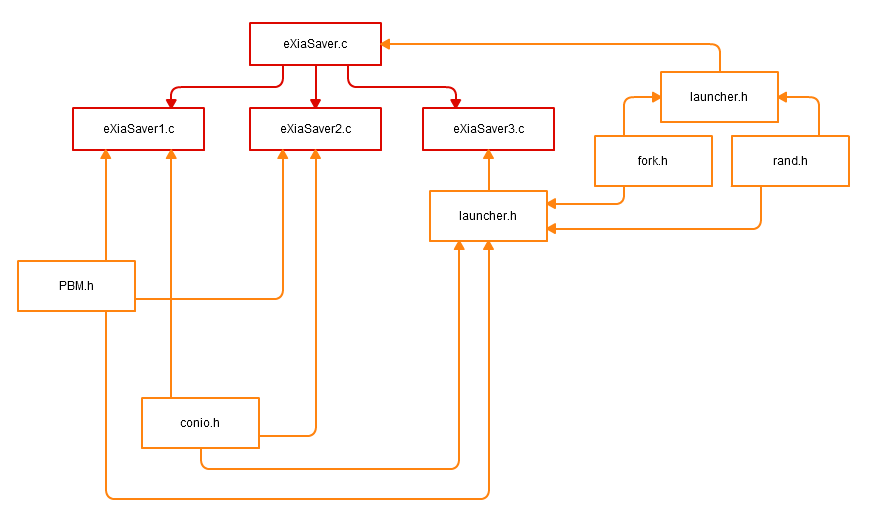 eXiaSaver.c
launcher.h
eXiaSaver1.c
eXiaSaver2.c
eXiaSaver3.c
fork.h
rand.h
launcher.h
PBM.h
conio.h